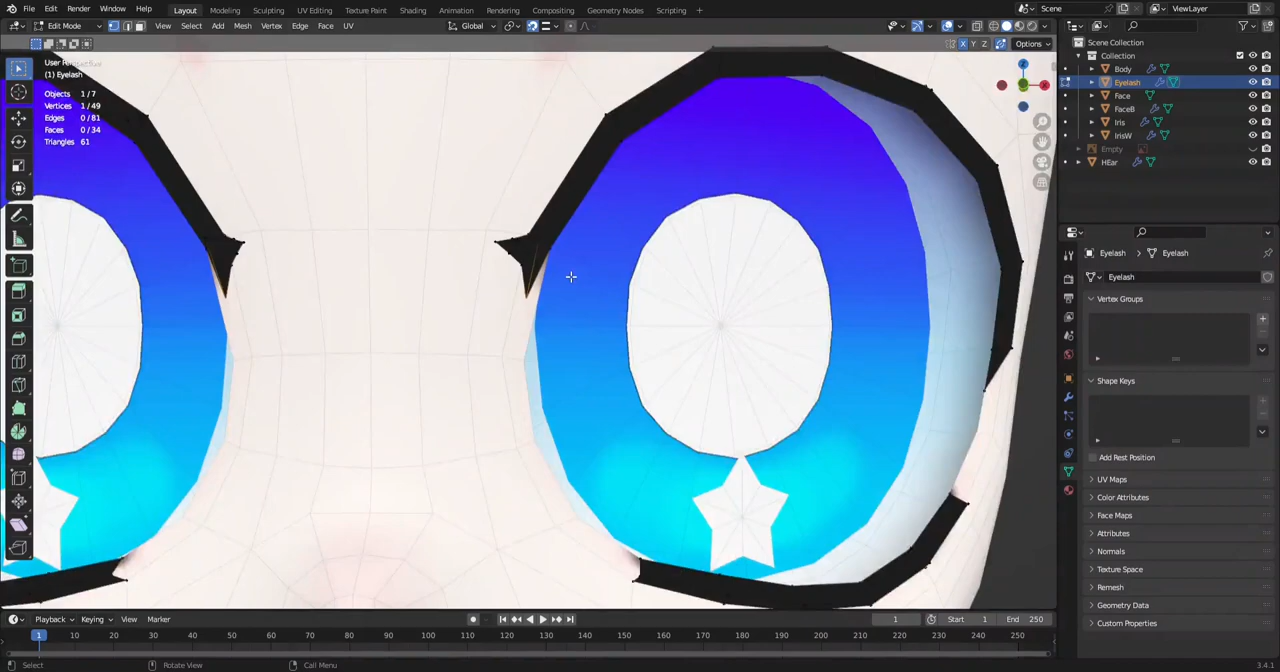 File Edit Render Window Help Layout Modeling Sculpting UV Editing Texture Paint Shading Animation Rendering Compositing Geometry Nodes Scripting Scene ViewLayer
Edit Mode View Select Add Mesh Vertex Edge Face UV Global
X Y Z Options
User Perspective
(1) Eyelash
Objects 1/7
Vertices 1/49
Edges 0/81
Faces 0/34
Triangles 61
Z
Scene Collection
Collection
Body
Eyelash
Face
FaceB
Iris
IrisW
Empty
HEar
Eyelash Eyelash
Eyelash
Vertex Groups
Shape Keys
Add Rest Position
UV Maps
Color Attributes
Face Maps
Attributes
Normals
Texture Space
Remesh
Geometry Data
Custom Properties
Playback Keying View Marker 1 Start 1 End 250
1 10 20 30 40 50 60 70 80 90 100 110 120 130 140 150 160 170 180 190 200 210 220 230 240 250
Select Rotate View Call Menu 3.4.1